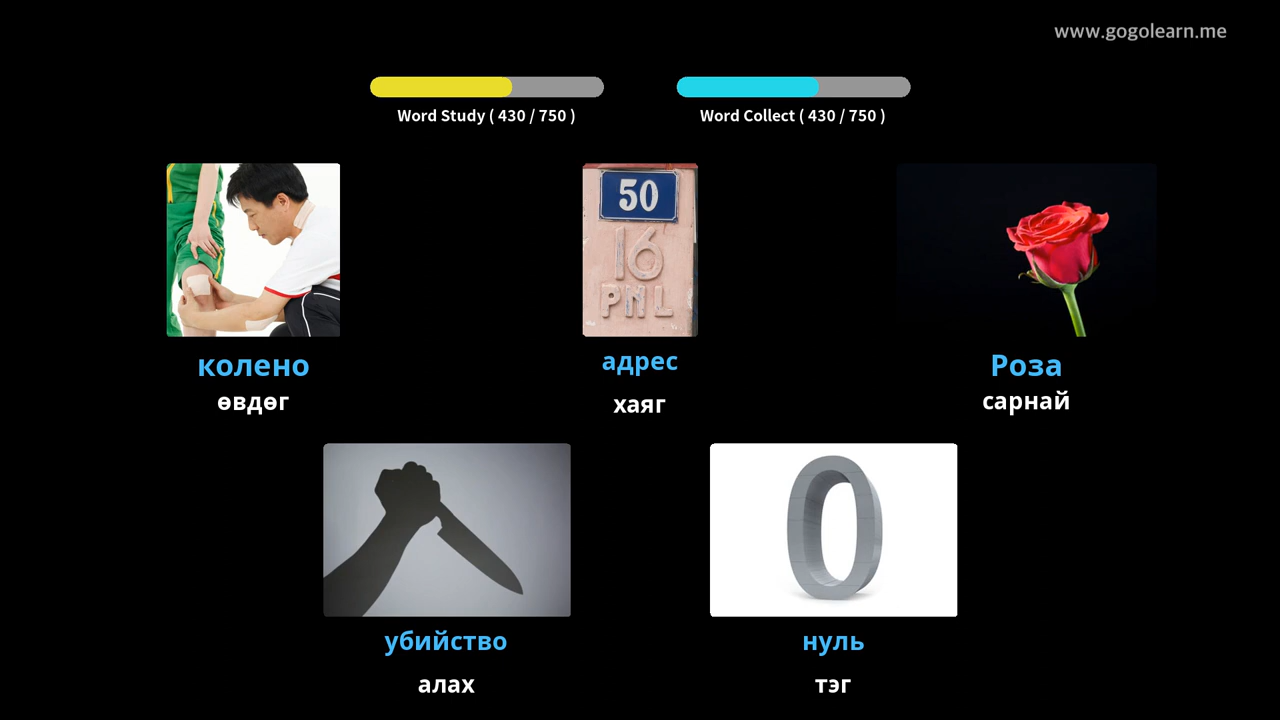 www.gogolearn.me
Word Study ( 430 / 750 )
Word Collect ( 430 / 750 )
50
16
PNL
колено
өвдөг
адрес
хаяг
Роза
сарнай
0
убийство
алах
нуль
тэг